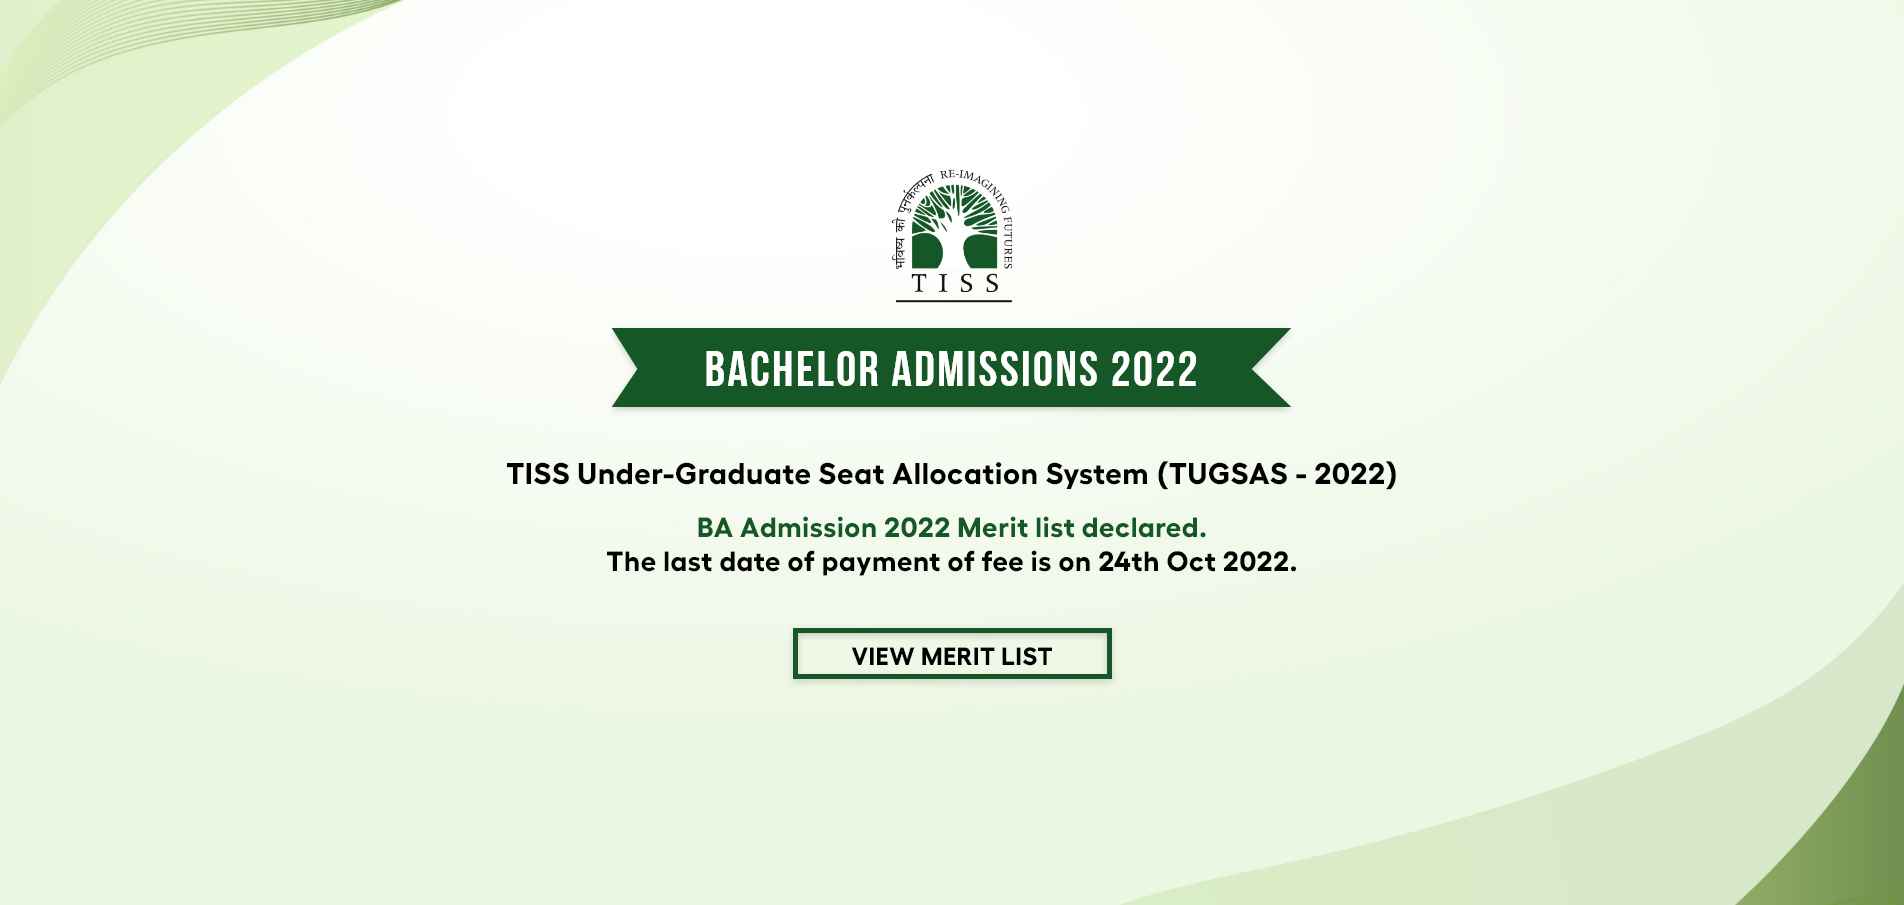 भविष्य की पुनर्कल्पना RE-IMAGINING FUTURES
TISS
BACHELOR ADMISSIONS 2022
TISS Under-Graduate Seat Allocation System (TUGSAS - 2022)
BA Admission 2022 Merit list declared.
The last date of payment of fee is on 24th Oct 2022.
VIEW MERIT LIST